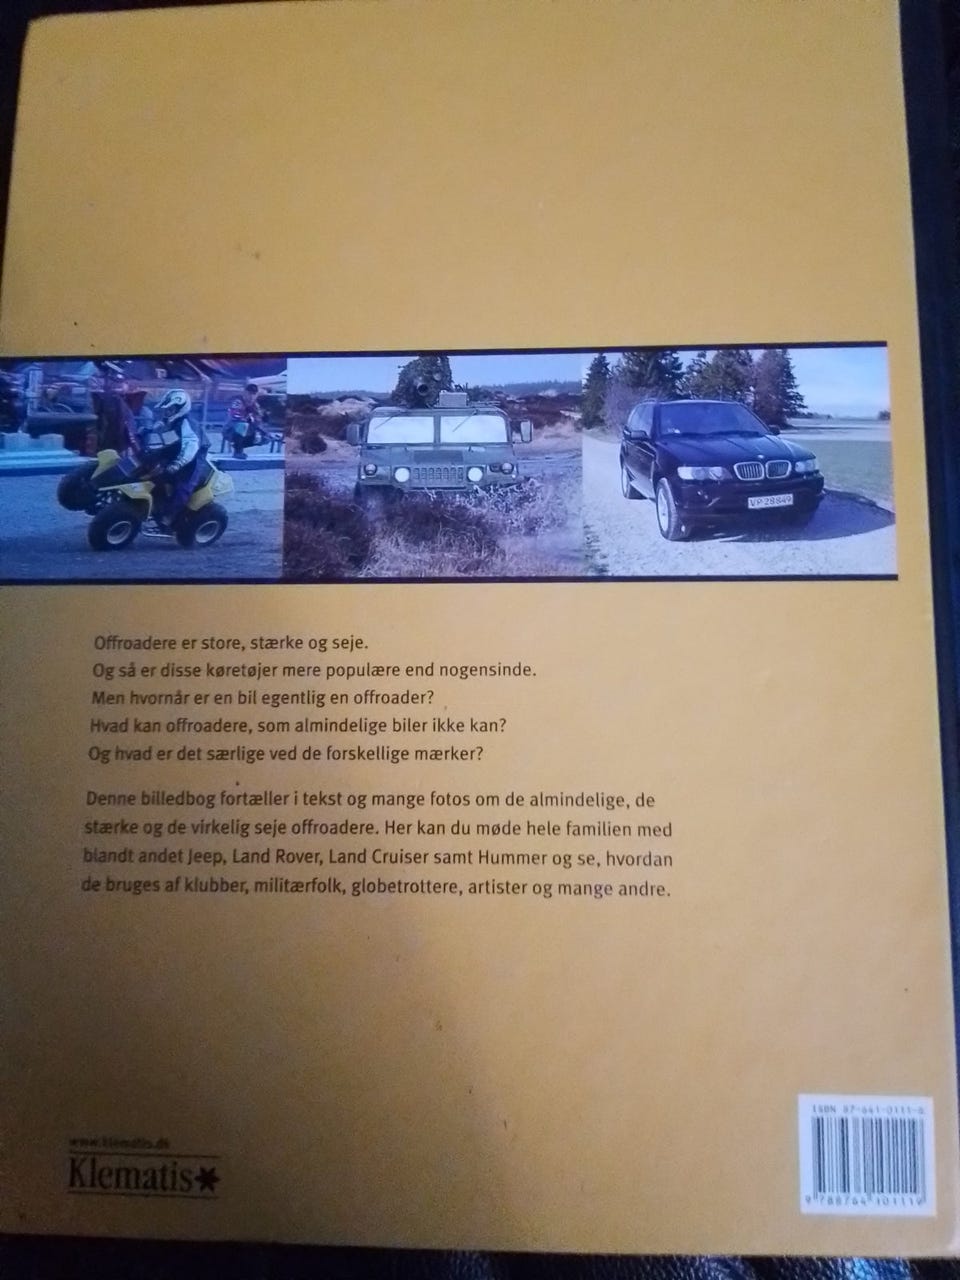 VP 28 849
Offroadere er store, stærke og seje.
Og så er disse køretøjer mere populære end nogensinde.
Men hvornår er en bil egentlig en offroader?
Hvad kan offroadere, som almindelige biler ikke kan?
Og hvad er det særlige ved de forskellige mærker?
Denne billedbog fortæller i tekst og mange fotos om de almindelige, de
stærke og de virkelig seje offroadere. Her kan du møde hele familien med
blandt andet Jeep, Land Rover, Land Cruiser samt Hummer og se, hvordan
de bruges af klubber, militærfolk, globetrottere, artister og mange andre.
www.klematis.dk
Klematis
ISBN